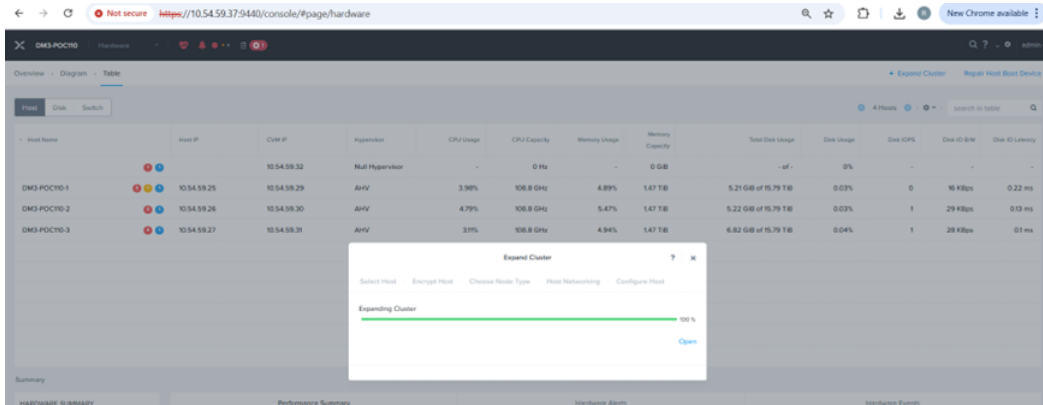 Not secure https://10.54.59.37:9440/console/#page/hardware New Chrome available
DM3-POC110 Hardware ? admin
Overview · Diagram · Table + Expand Cluster Repair Host Boot Device
Host Disk Switch 4 Hours search in table
Host Name Host IP CVM IP Hypervisor CPU Usage CPU Capacity Memory Usage Memory Capacity Total Disk Usage Disk Usage Disk IOPS Disk IO B/W Disk IO Latency
10.54.59.32 Null Hypervisor - 0 Hz - 0 GiB - of - 0% - - -
DM3-POC110-1 10.54.59.25 10.54.59.29 AHV 3.98% 108.8 GHz 4.89% 1.47 TiB 5.21 GiB of 15.79 TiB 0.03% 0 16 KBps 0.22 ms
DM3-POC110-2 10.54.59.26 10.54.59.30 AHV 4.79% 108.8 GHz 5.47% 1.47 TiB 5.22 GiB of 15.79 TiB 0.03% 1 29 KBps 0.13 ms
DM3-POC110-3 10.54.59.27 10.54.59.31 AHV 3.11% 108.8 GHz 4.94% 1.47 TiB 6.82 GiB of 15.79 TiB 0.04% 1 28 KBps 0.1 ms
Expand Cluster ? ×
Select Host Encrypt Host Choose Node Type Host Networking Configure Host
Expanding Cluster
100 %
Open
Summary
HARDWARE SUMMARY Performance Summary Hardware Alerts Hardware Events